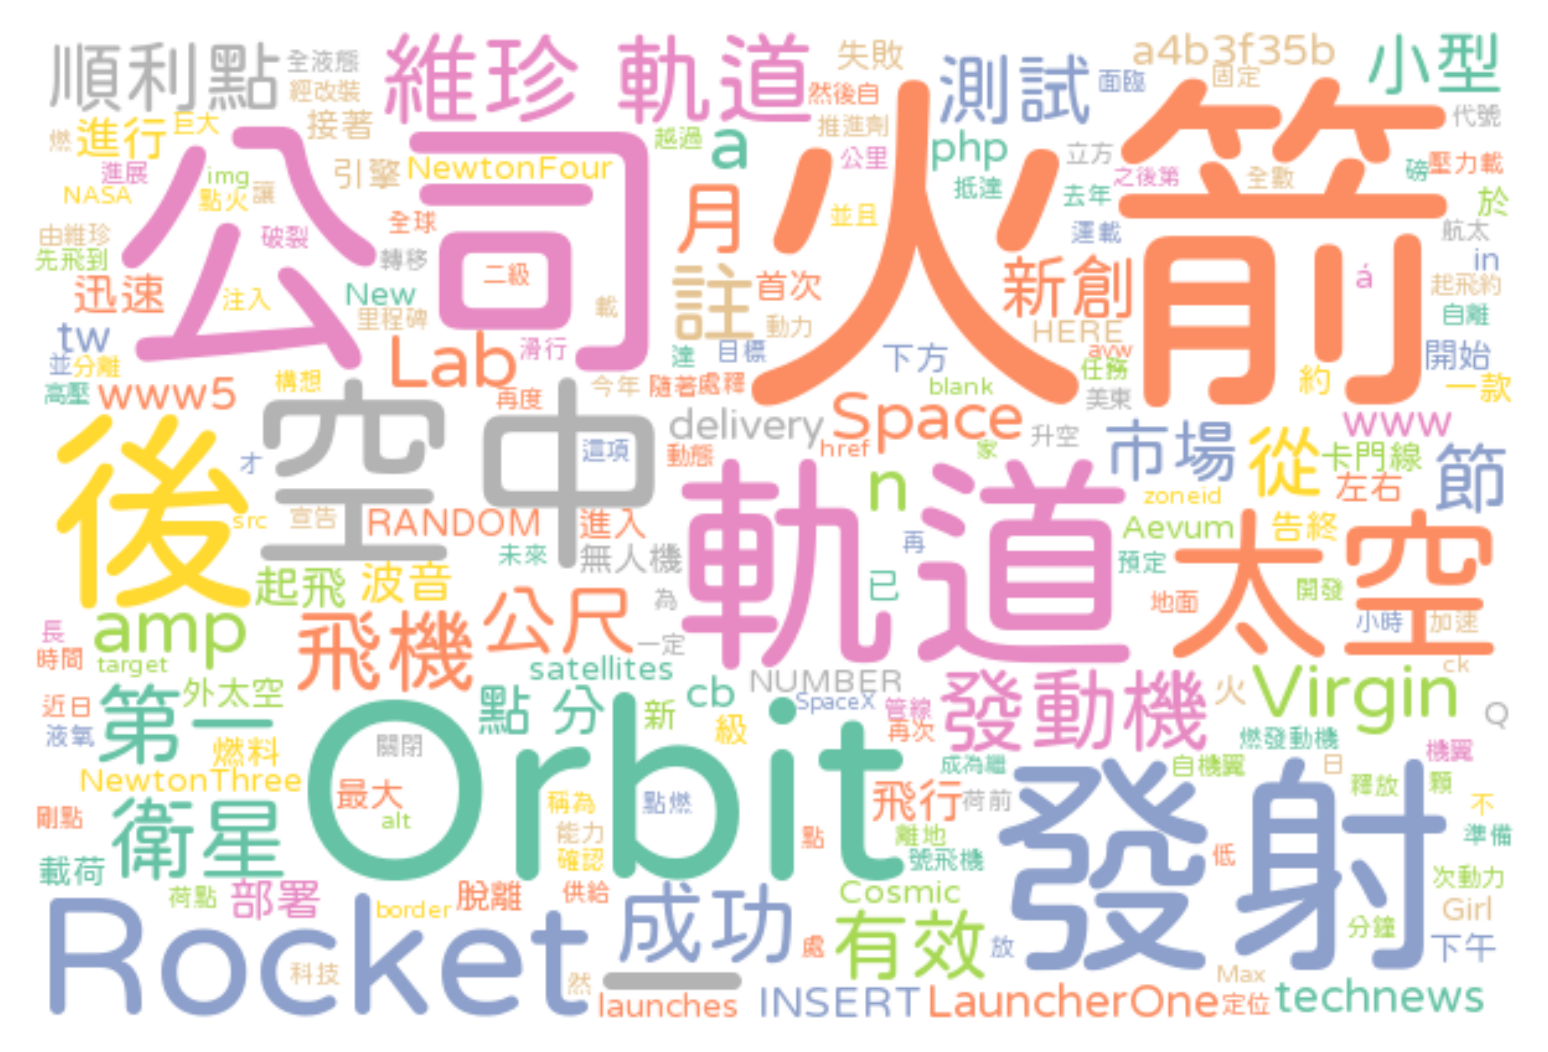 順利點 全液態 維珍 軌道 失敗 測試 a4b3f35b 小型
經改裝 然後自 面臨 固定 代號
燃 進行 巨大 接著 推進劑 越過 a php 立方
公司 火箭
進展 img 引擎 NewtonFour 公里 之後第 全數 磅 壓力載
NASA 點火 讓 月 並且 抵達 去年 於
由維珍 破裂 全球 運載 航太
先飛到 轉移 二級 註 首次 新創 á in
迅速 注入 New 載 動力 起飛約
里程碑 HERE 自離
tw Lab 滑行 達 目標 下方 avw 開始
並 分離 任務
高壓 www5 構想 再度 今年 隨著 處釋 blank 美東 約 一款
後 空中 delivery Space 升空 市場 從 www
才 這項 動態 href 家 卡門線 節
軌道 n zoneid 左右
src 宣告 RANDOM 進入 再 Aevum 告終 太空
未來 無人機 預定
起飛 波音 已 開發
amp 飛機 公尺 為 地面 小時 加速
長 一定
時間 target satellites ck
第一 外太空 點 分 cb NUMBER 發動機 火 Virgin
近日 新 SpaceX 管線 Q
液氧 燃料 關閉 級 再次 燃發動機 機翼
NewtonThree Orbit 成為繼 自機翼 日
最大 稱為 點燃 飛行 荷前 發射 釋放 顆
剛點 衛星 alt 能力 點 離地 不 準備
載荷 確認 號飛機 低
荷點 部署 脫離 供給 Cosmic 次動力
Rocket border 成功 有效 Girl
處 放 分鐘 下午
科技 然 一 Max
launches INSERT LauncherOne 定位 technews